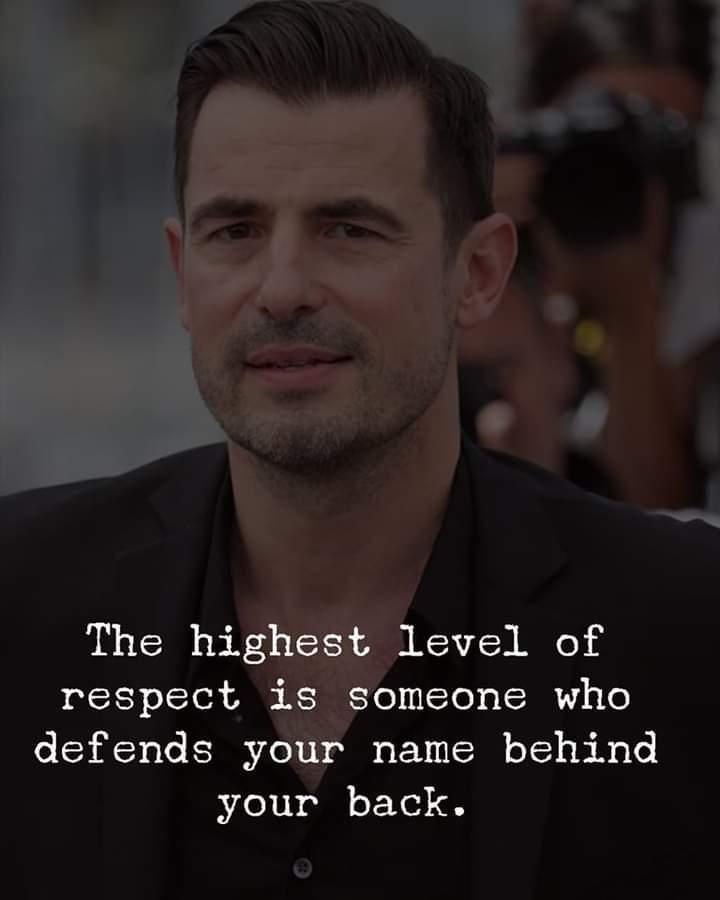 The highest level of
respect is someone who
defends your name behind
your back.